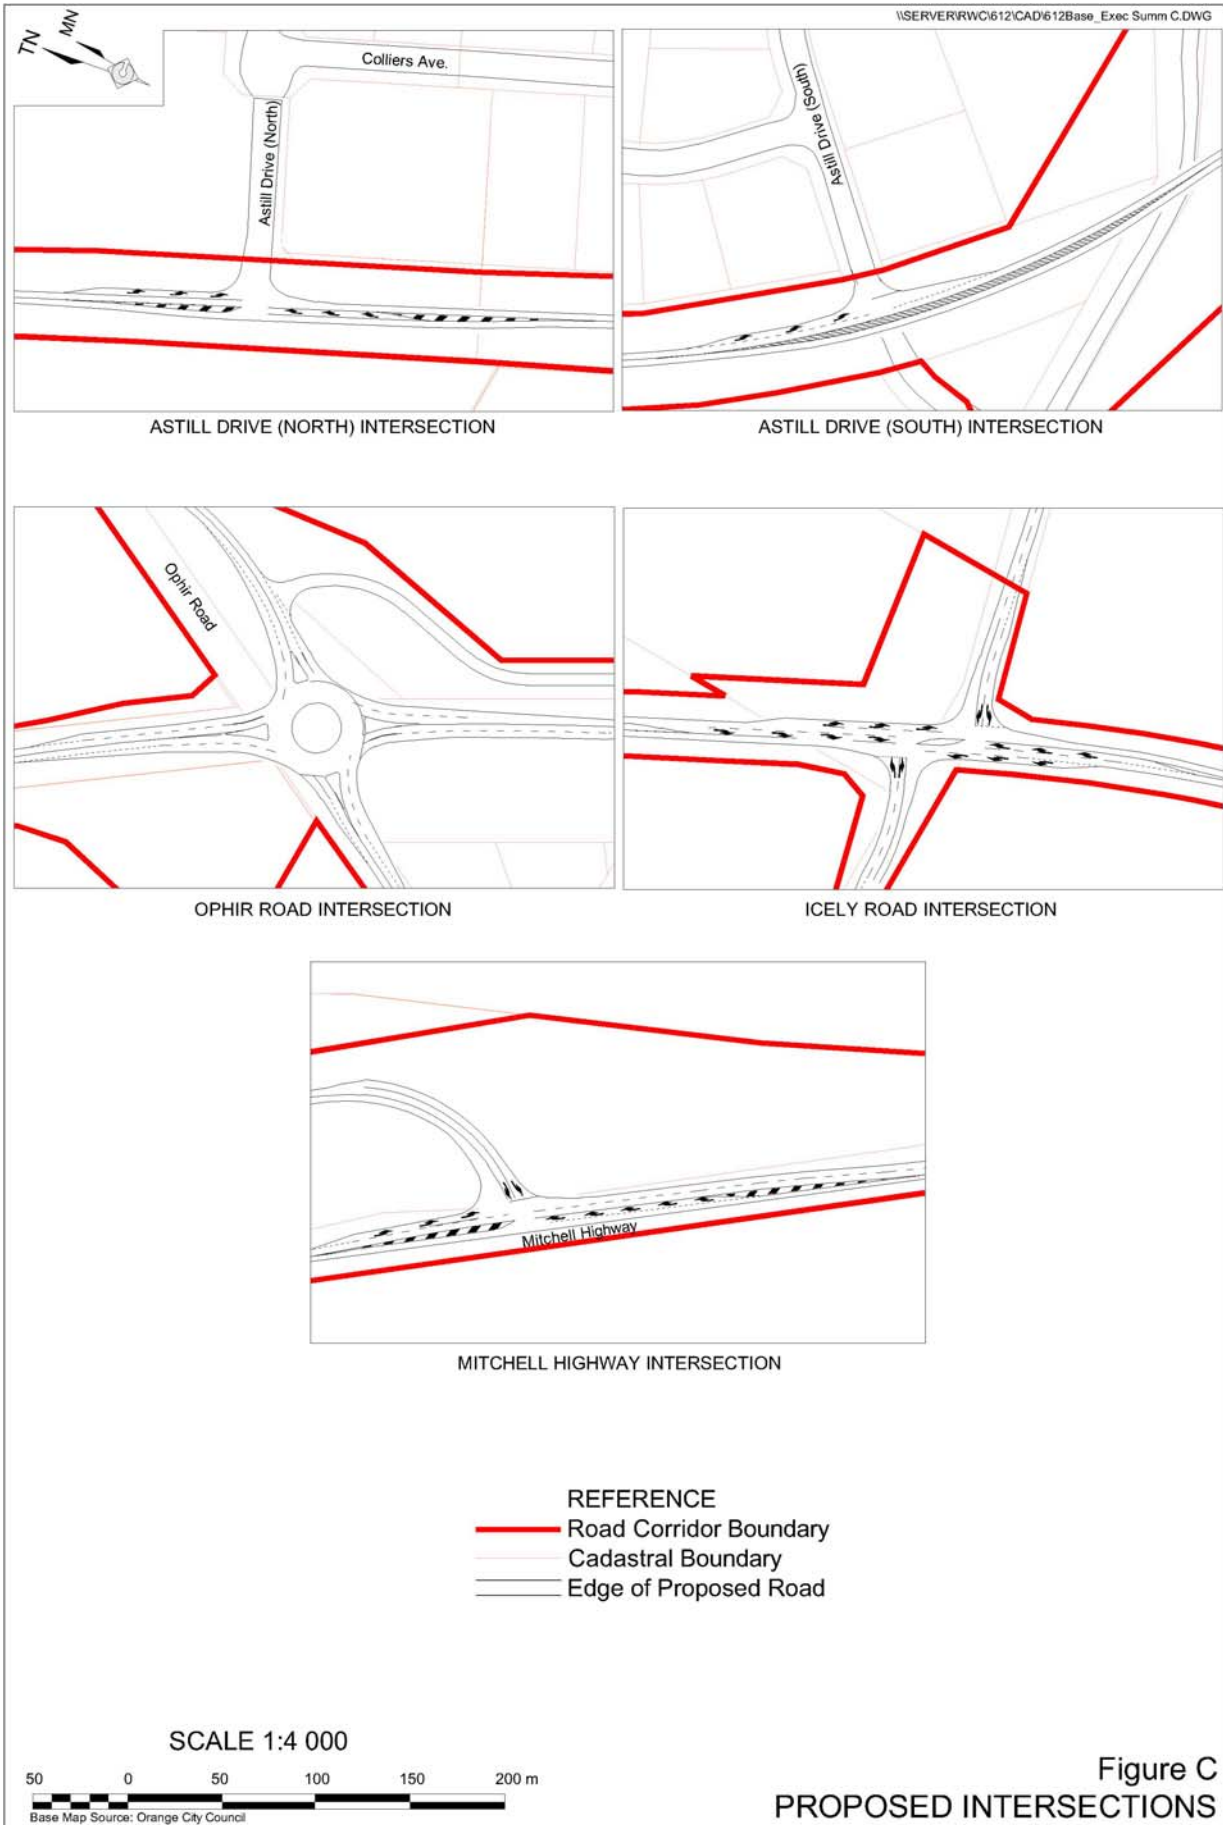 \\SERVER\RWC\612\CAD\612Base_Exec Summ C.DWG
TN
MN
Colliers Ave.
Astill Drive (North)
Astill Drive (South)
ASTILL DRIVE (NORTH) INTERSECTION
ASTILL DRIVE (SOUTH) INTERSECTION
Ophir Road
OPHIR ROAD INTERSECTION
ICELY ROAD INTERSECTION
Mitchell Highway
MITCHELL HIGHWAY INTERSECTION
REFERENCE
Road Corridor Boundary
Cadastral Boundary
Edge of Proposed Road
SCALE 1:4 000
50 0 50 100 150 200 m
Base Map Source: Orange City Council
Figure C
PROPOSED INTERSECTIONS